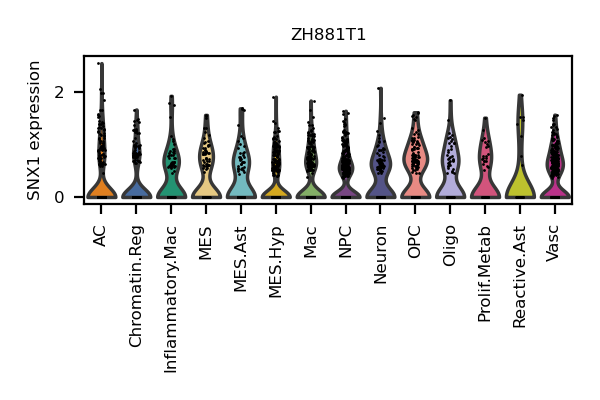 ZH881T1
SNX1 expression
2
0
AC
Chromatin.Reg
Inflammatory.Mac
MES
MES.Ast
MES.Hyp
Mac
NPC
Neuron
OPC
Oligo
Prolif.Metab
Reactive.Ast
Vasc